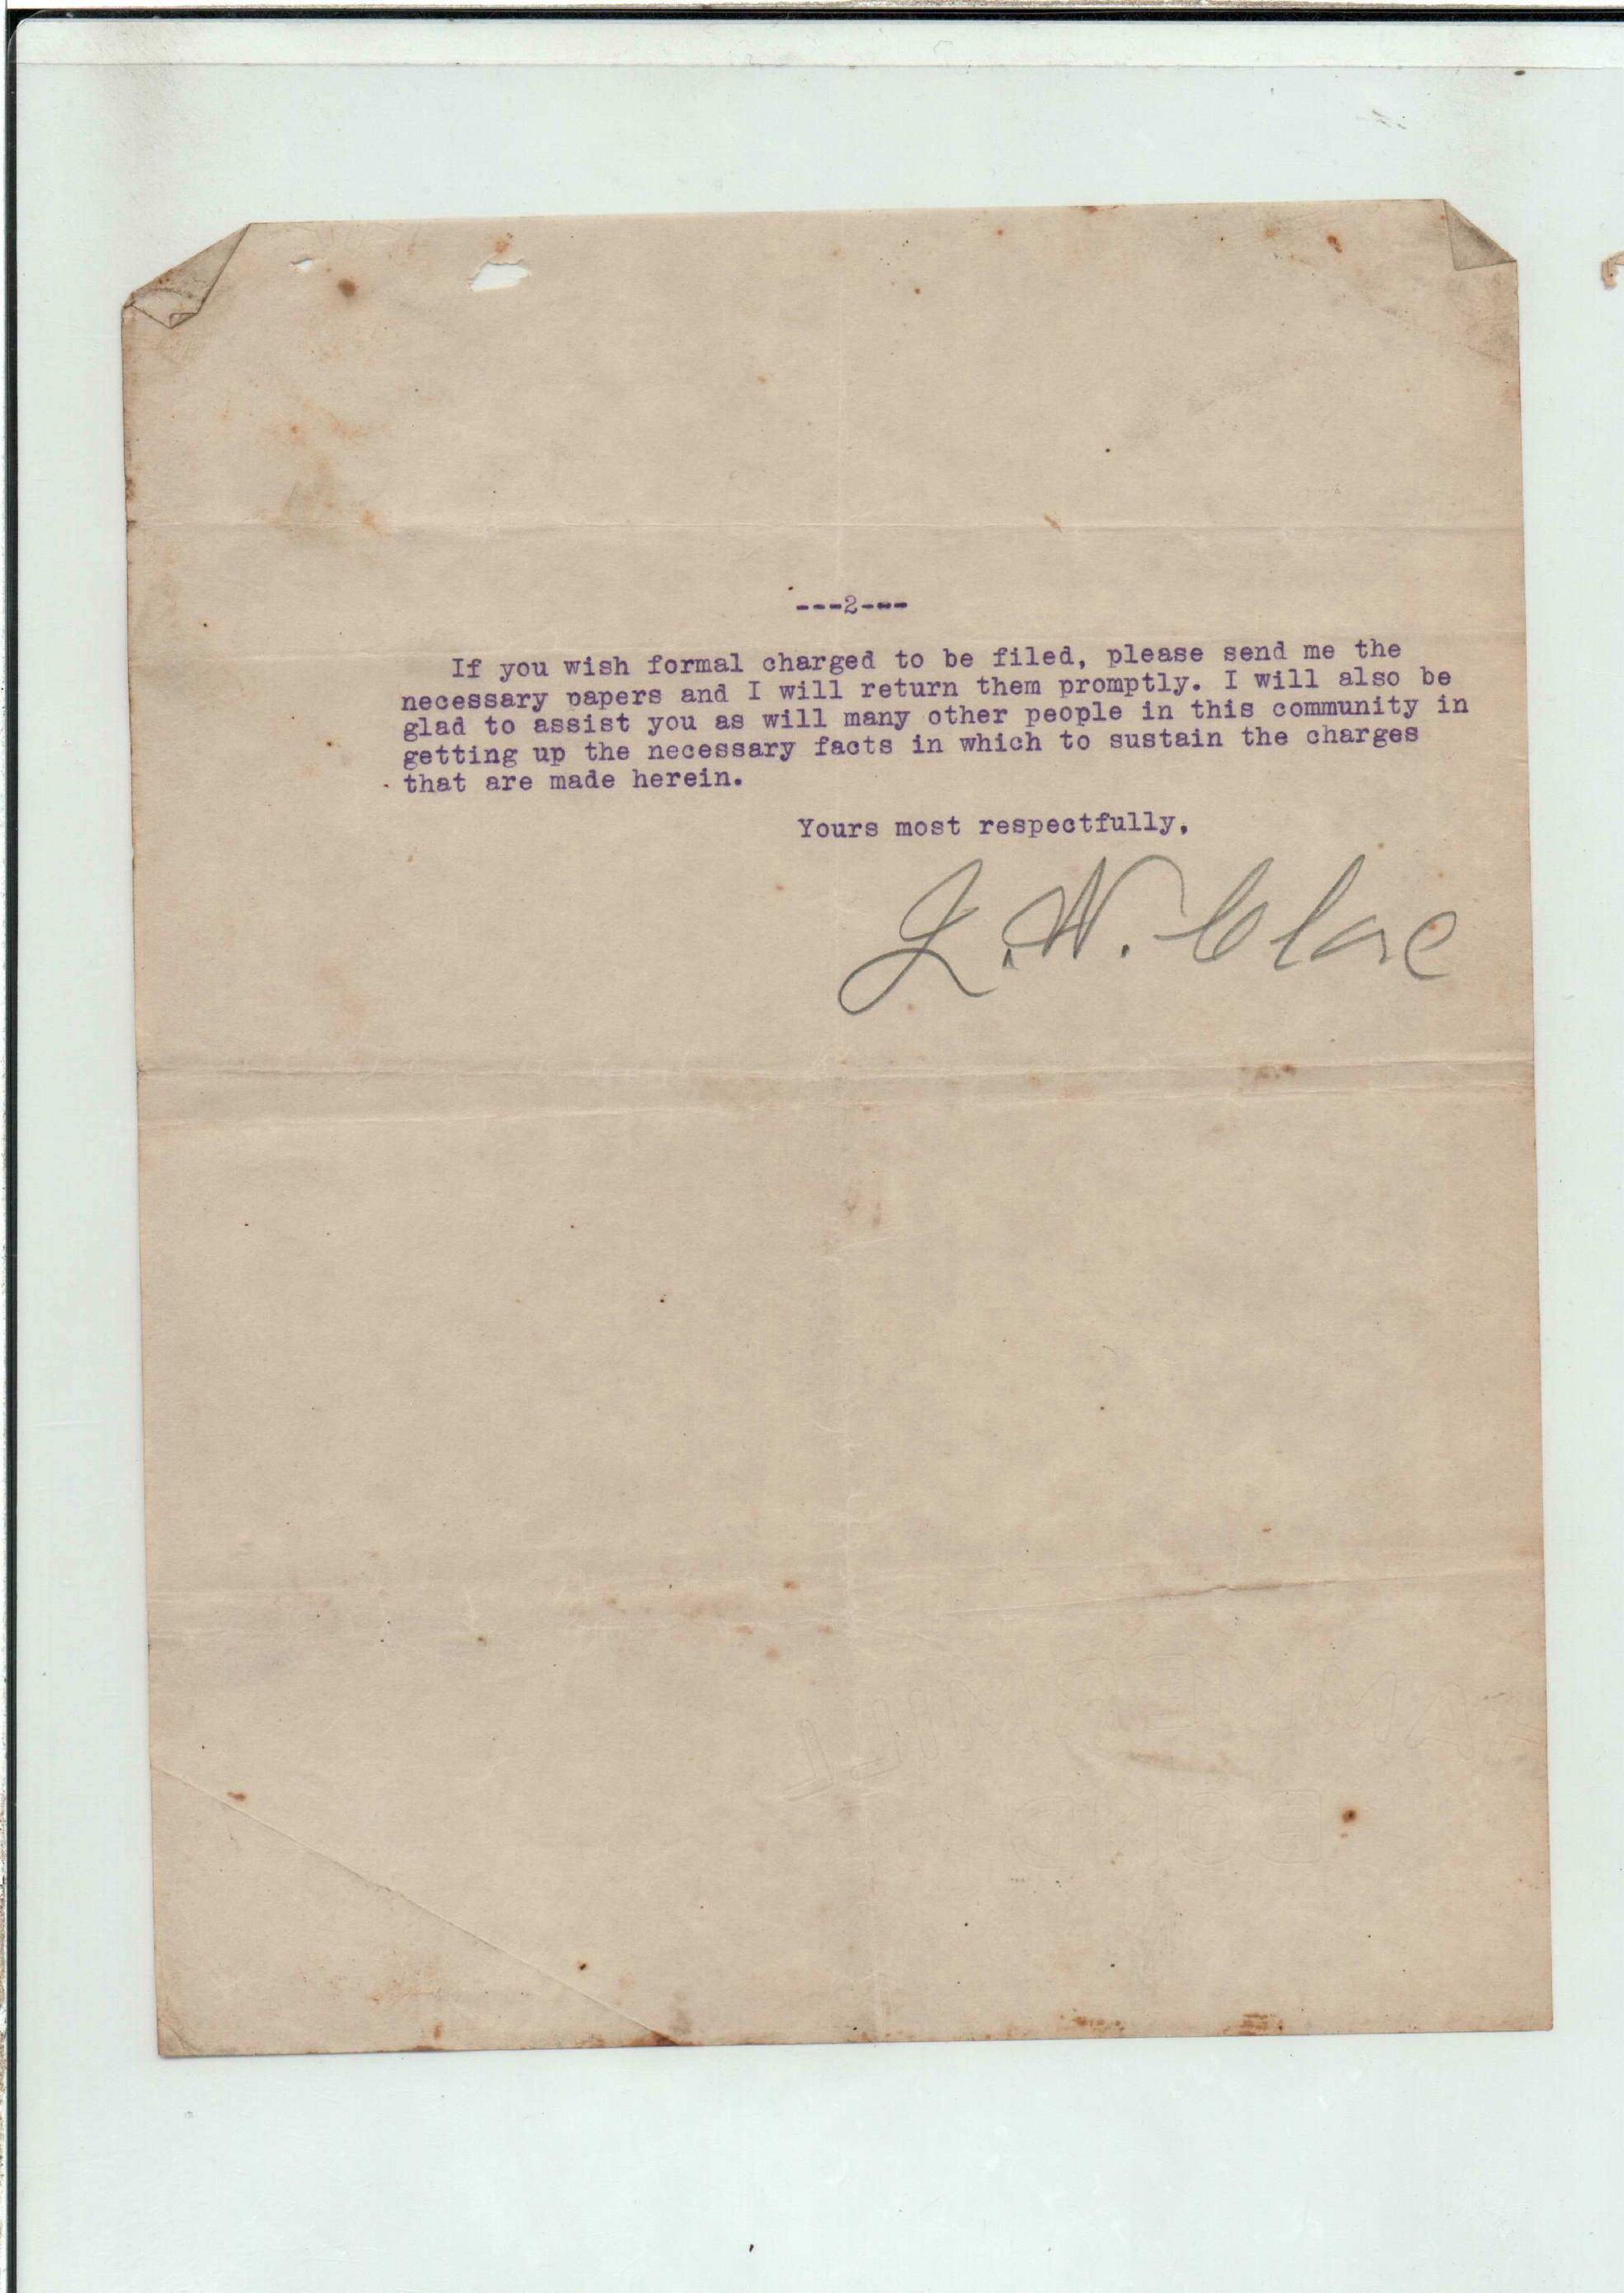 ---2---
If you wish formal charged to be filed, please send me the
necessary papers and I will return them promptly. I will also be
glad to assist you as will many other people in this community in
getting up the necessary facts in which to sustain the charges
that are made herein.
Yours most respectfully,